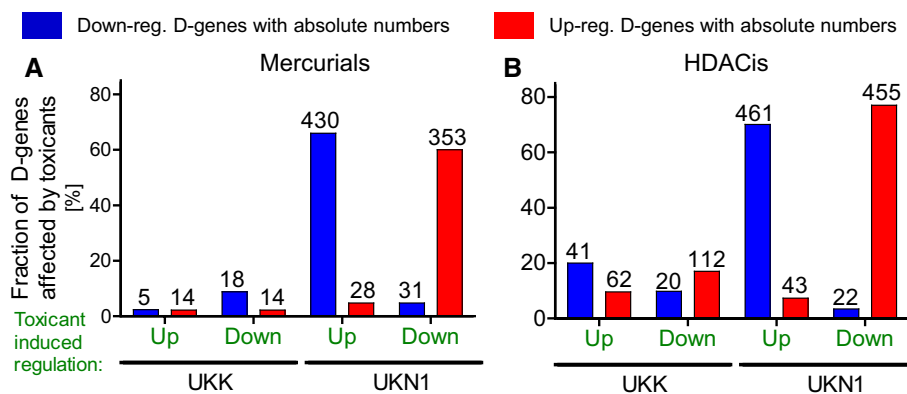 Down-reg. D-genes with absolute numbers
Up-reg. D-genes with absolute numbers
A
Mercurials
B
HDACis
Fraction of D-genes
affected by toxicants
[%]
80
60
40
20
0
5
14
18
14
430
28
31
353
80
60
40
20
0
41
62
20
112
461
43
22
455
Toxicant
induced
regulation:
Up
Down
Up
Down
Up
Down
Up
Down
UKK
UKN1
UKK
UKN1